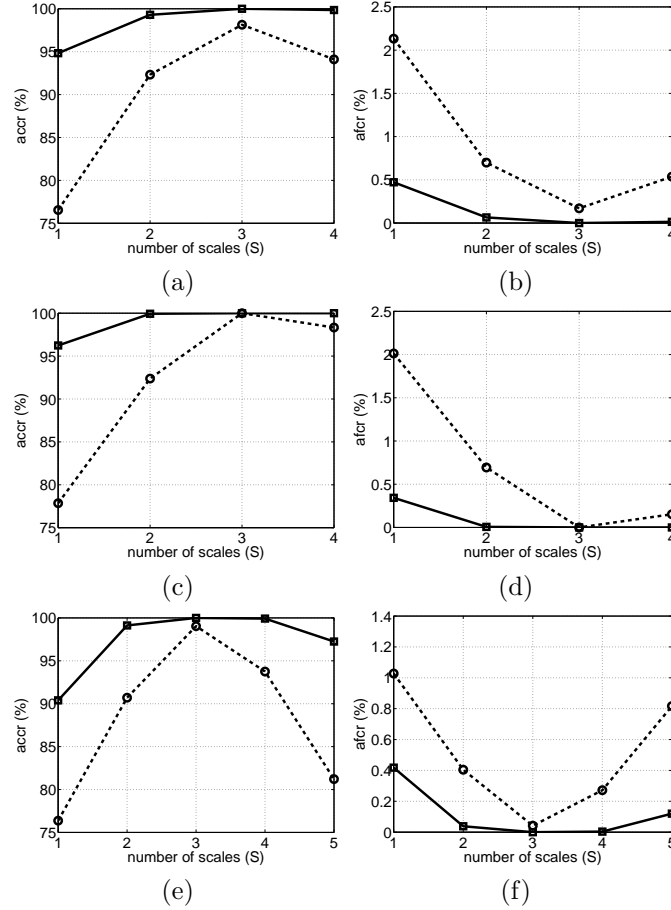 100
95
90
85
80
75
accr (%)
1 2 3 4
number of scales (S)
(a)
2.5
2
1.5
1
0.5
0
afcr (%)
1 2 3 4
number of scales (S)
(b)
100
95
90
85
80
75
accr (%)
1 2 3 4
number of scales (S)
(c)
2.5
2
1.5
1
0.5
0
afcr (%)
1 2 3 4
number of scales (S)
(d)
100
95
90
85
80
75
accr (%)
1 2 3 4 5
number of scales (S)
(e)
1.4
1.2
1
0.8
0.6
0.4
0.2
0
afcr (%)
1 2 3 4 5
number of scales (S)
(f)